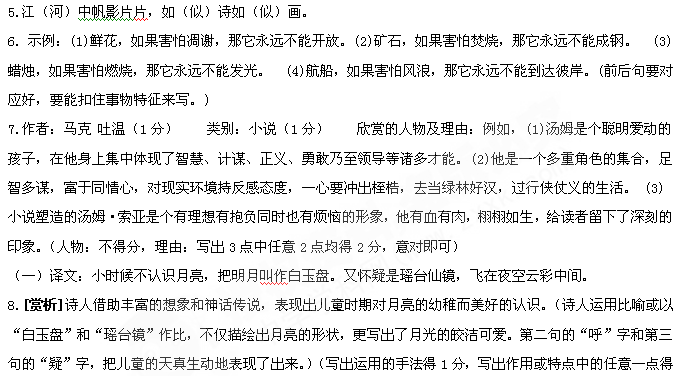 5.江（河）中帆影片片，如（似）诗如（似）画。
6. 示例：(1)鲜花，如果害怕凋谢，那它永远不能开放。(2)矿石，如果害怕焚烧，那它永远不能成钢。 (3)
蜡烛，如果害怕燃烧，那它永远不能发光。 (4)航船，如果害怕风浪，那它永远不能到达彼岸。(前后句要对
应好，要能扣住事物特征来写。)
7.作者：马克 吐温（1分） 类别：小说（1分） 欣赏的人物及理由：例如，(1)汤姆是个聪明爱动的
孩子，在他身上集中体现了智慧、计谋、正义、勇敢乃至领导等诸多才能。(2)他是一个多重角色的集合，足
智多谋，富于同情心，对现实环境持反感态度，一心要冲出桎梏，去当绿林好汉，过行侠仗义的生活。 (3)
小说塑造的汤姆·索亚是个有理想有抱负同时也有烦恼的形象，他有血有肉，栩栩如生，给读者留下了深刻的
印象。（人物：不得分，理由：写出3点中任意2点均得2分，意对即可）
（一）译文：小时候不认识月亮，把明月叫作白玉盘。又怀疑是瑶台仙镜，飞在夜空云彩中间。
8.[赏析]诗人借助丰富的想象和神话传说，表现出儿童时期对月亮的幼稚而美好的认识。（诗人运用比喻或以
“白玉盘”和“瑶台镜”作比，不仅描绘出月亮的形状，更写出了月光的皎洁可爱。第二句的“呼”字和第三
句的“疑”字，把儿童的天真生动地表现了出来。）（写出运用的手法得1分，写出作用或特点中的任意一点得